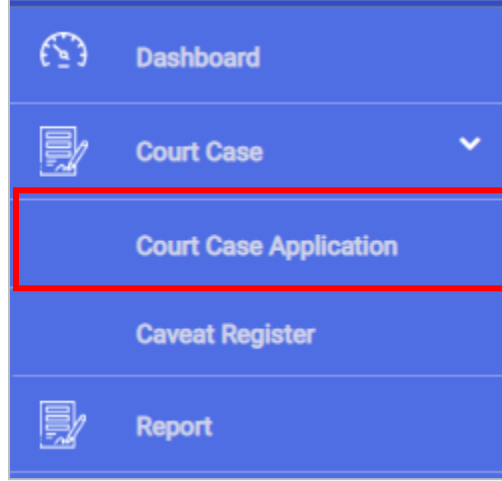 Dashboard
Court Case
Court Case Application
Caveat Register
Report